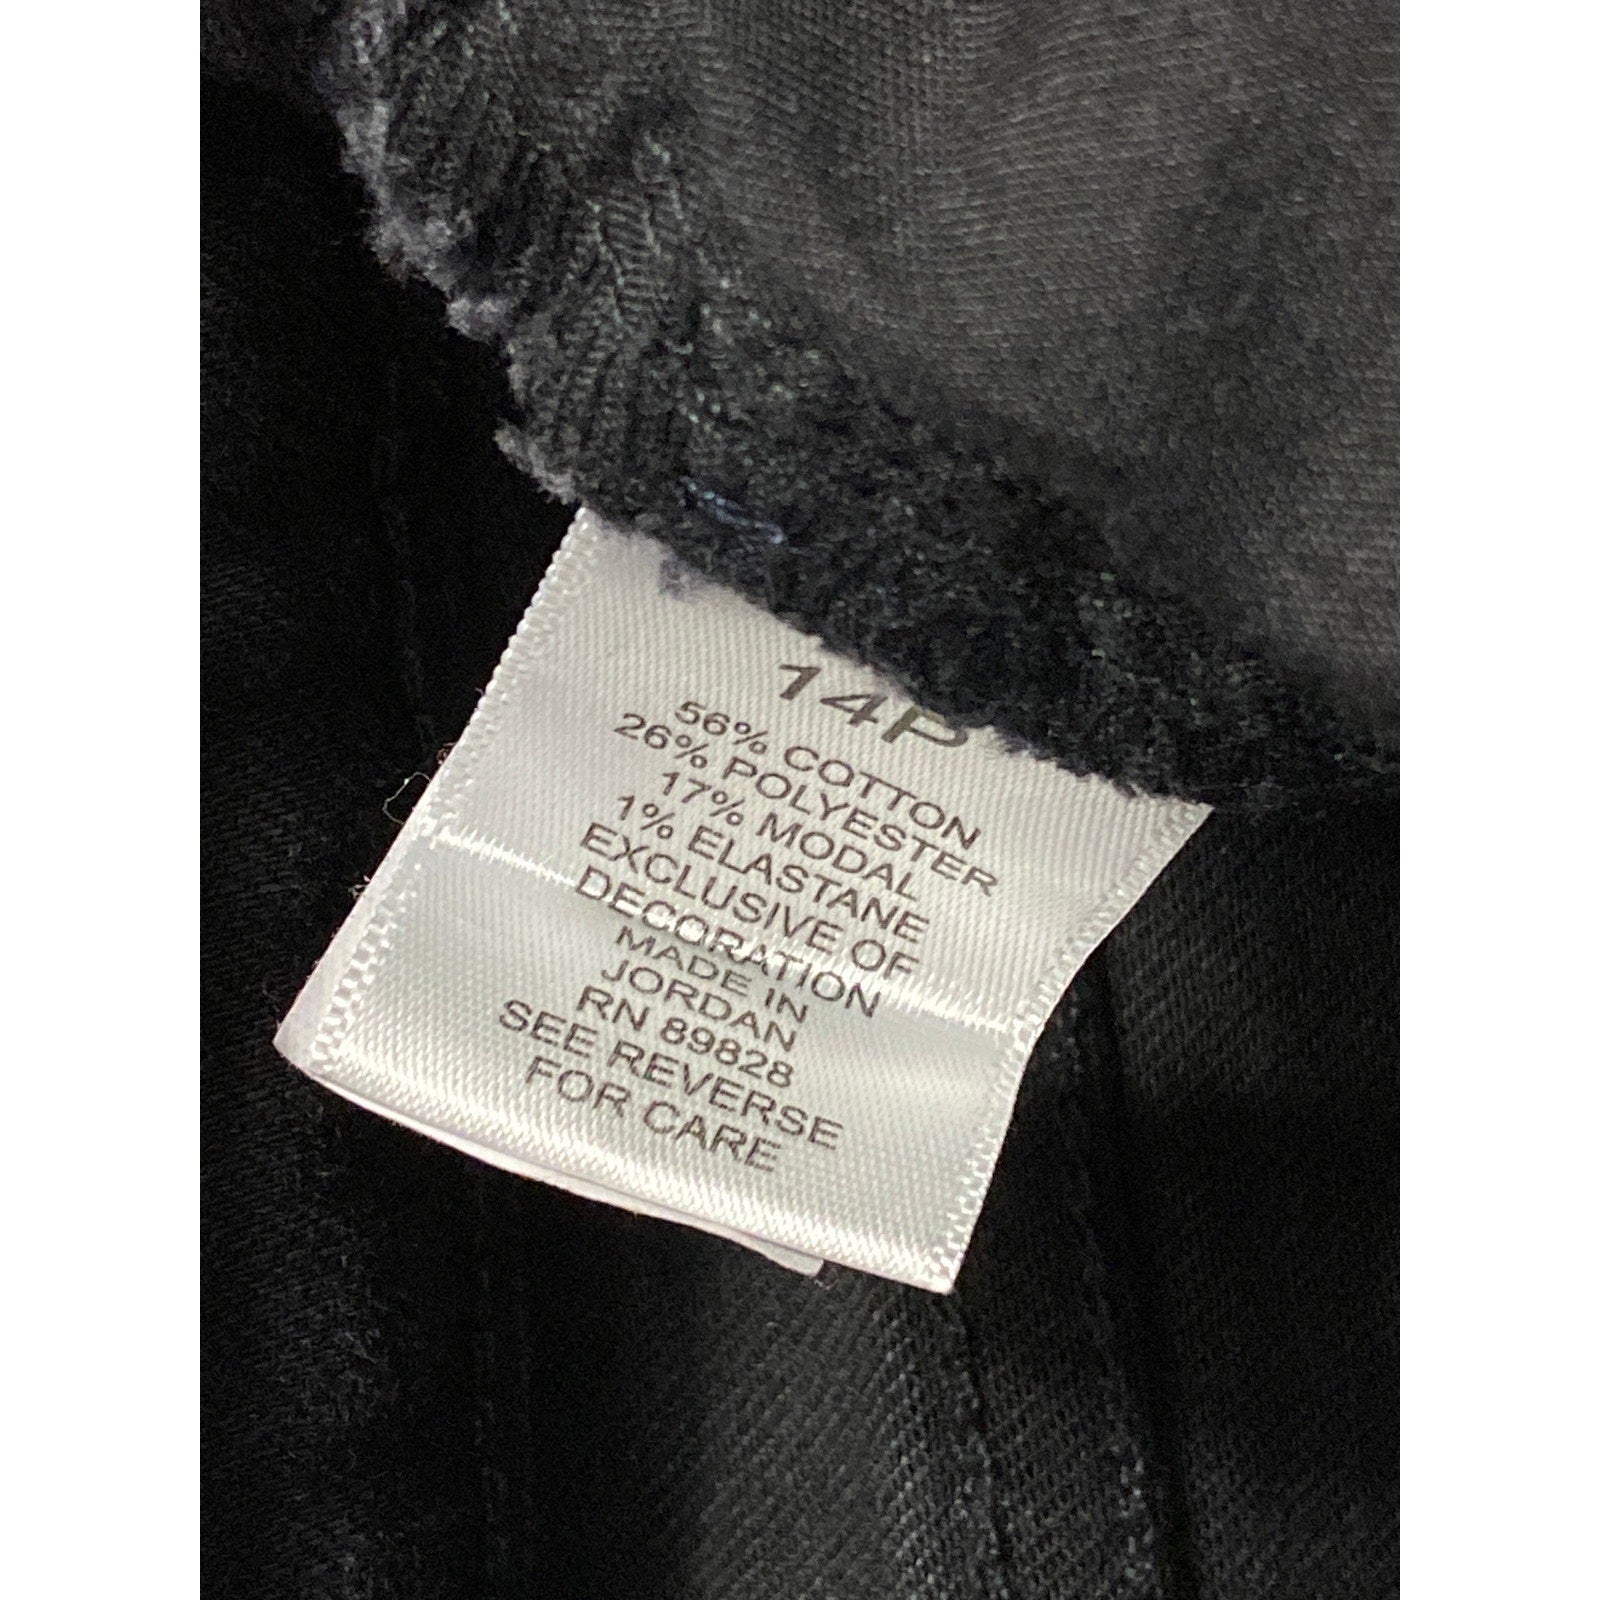 14P
56% COTTON
26% POLYESTER
17% MODAL
1% ELASTANE
EXCLUSIVE OF
DECORATION
MADE IN
JORDAN
RN 89828
SEE REVERSE
FOR CARE